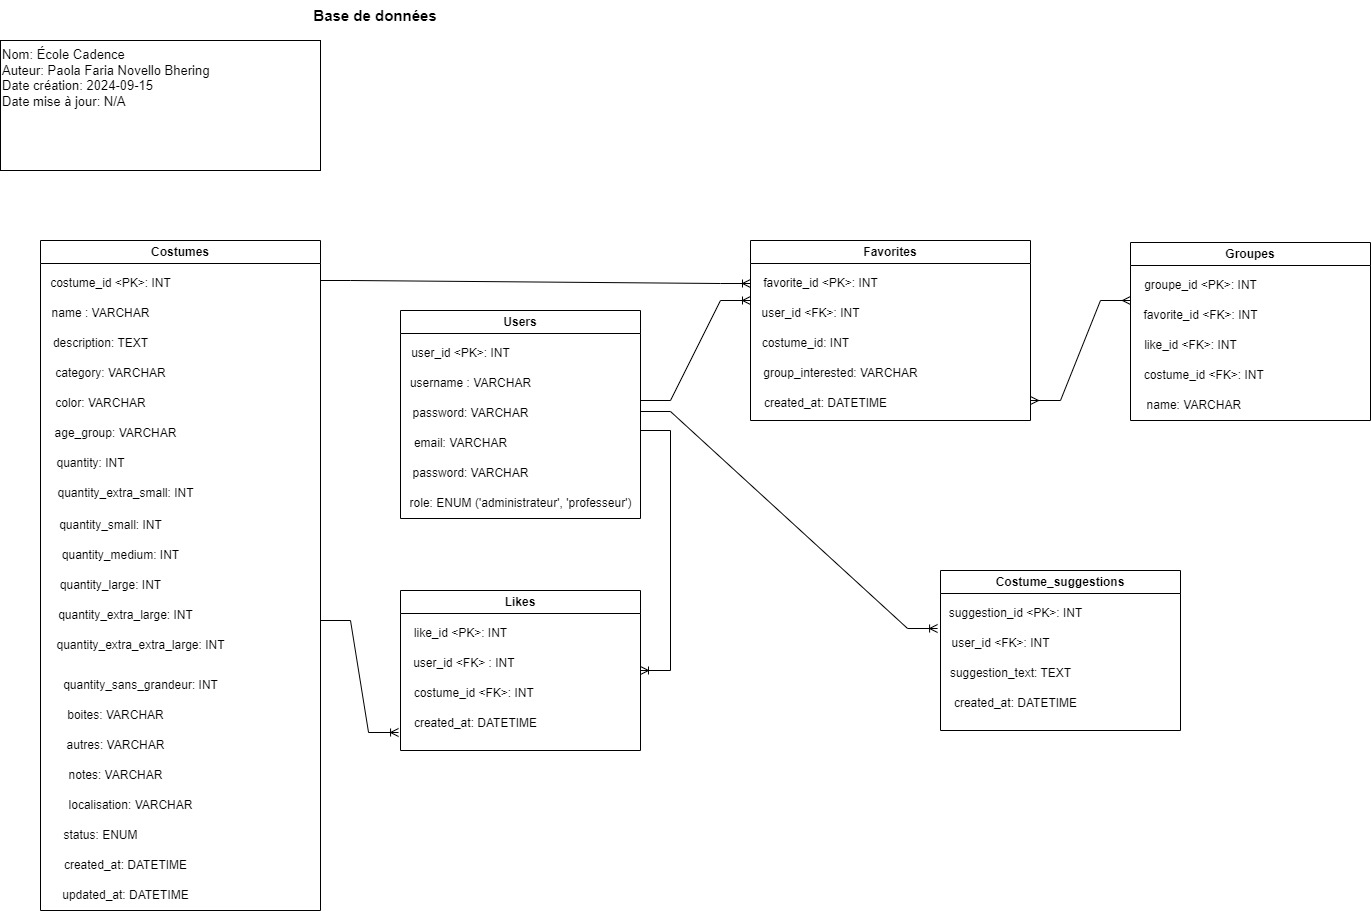 Base de données
Nom: École Cadence
Auteur: Paola Faria Novello Bhering
Date création: 2024-09-15
Date mise à jour: N/A
Costumes
costume_id <PK>: INT
name : VARCHAR
description: TEXT
category: VARCHAR
color: VARCHAR
age_group: VARCHAR
quantity: INT
quantity_extra_small: INT
quantity_small: INT
quantity_medium: INT
quantity_large: INT
quantity_extra_large: INT
quantity_extra_extra_large: INT
quantity_sans_grandeur: INT
boites: VARCHAR
autres: VARCHAR
notes: VARCHAR
localisation: VARCHAR
status: ENUM
created_at: DATETIME
updated_at: DATETIME
Users
user_id <PK>: INT
username : VARCHAR
password: VARCHAR
email: VARCHAR
password: VARCHAR
role: ENUM ('administrateur', 'professeur')
Likes
like_id <PK>: INT
user_id <FK> : INT
costume_id <FK>: INT
created_at: DATETIME
Favorites
favorite_id <PK>: INT
user_id <FK>: INT
costume_id: INT
group_interested: VARCHAR
created_at: DATETIME
Groupes
groupe_id <PK>: INT
favorite_id <FK>: INT
like_id <FK>: INT
costume_id <FK>: INT
name: VARCHAR
Costume_suggestions
suggestion_id <PK>: INT
user_id <FK>: INT
suggestion_text: TEXT
created_at: DATETIME